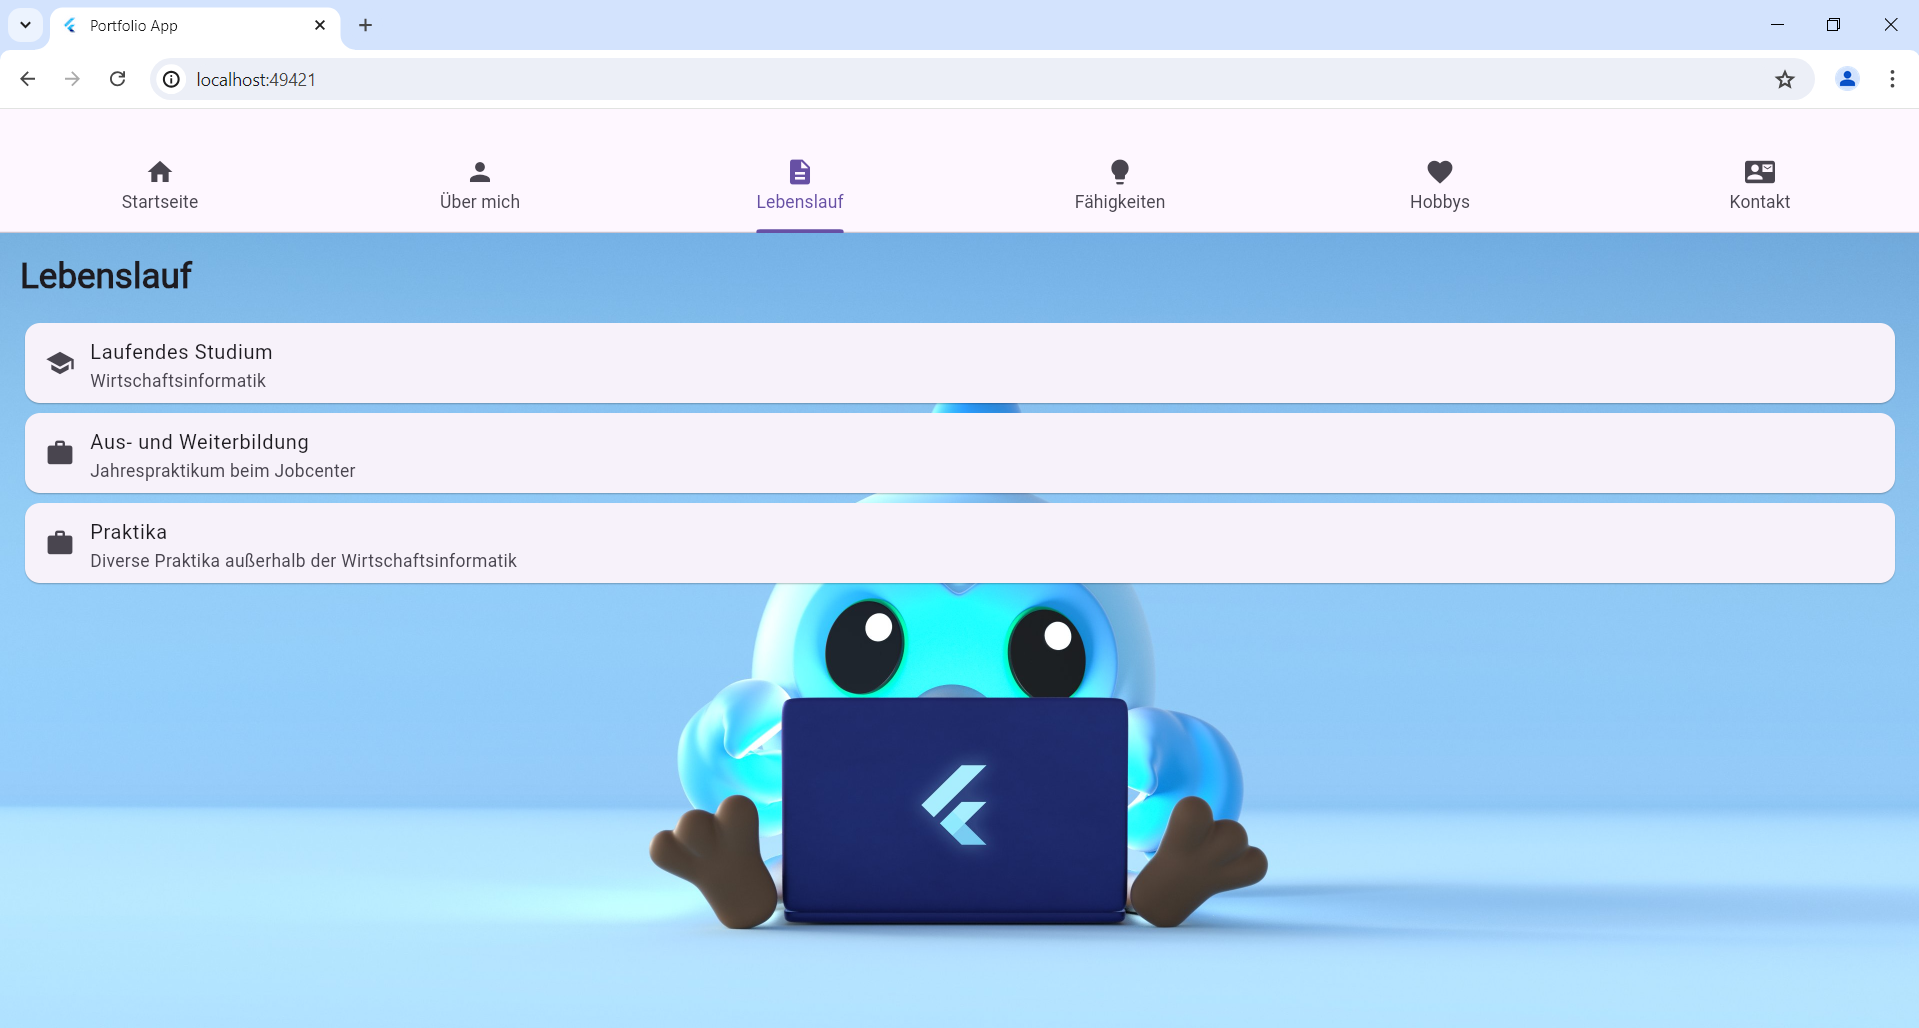 Portfolio App
localhost:49421
Startseite
Über mich
Lebenslauf
Fähigkeiten
Hobbys
Kontakt
Lebenslauf
Laufendes Studium
Wirtschaftsinformatik
Aus- und Weiterbildung
Jahrespraktikum beim Jobcenter
Praktika
Diverse Praktika außerhalb der Wirtschaftsinformatik